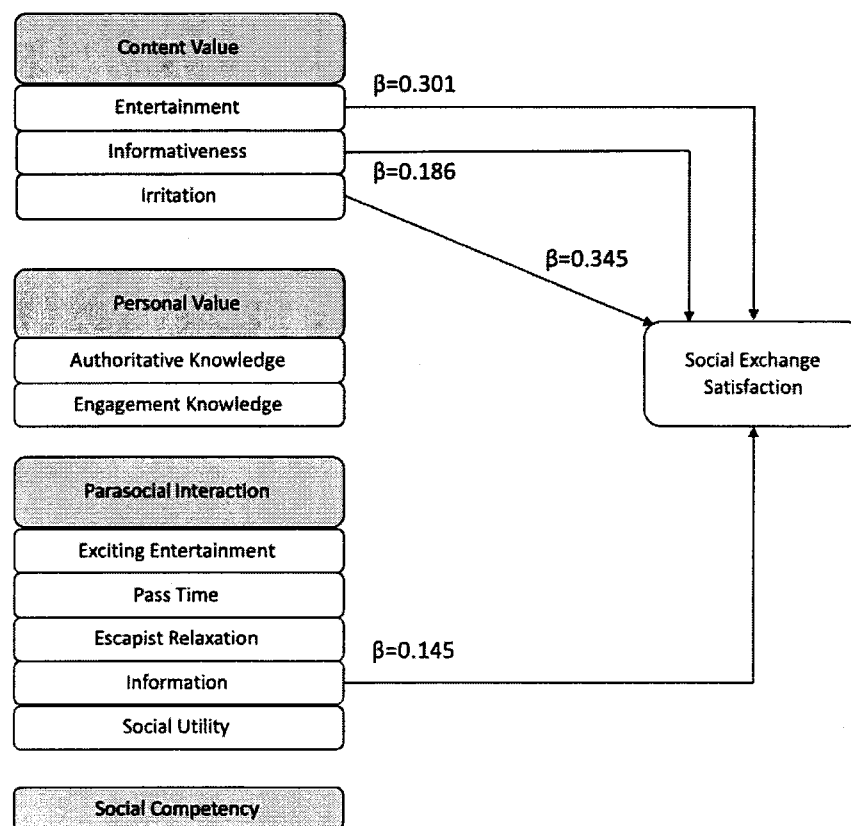 Content Value
β=0.301
Entertainment
Informativeness
β=0.186
Irritation
β=0.345
Personal Value
Authoritative Knowledge
Engagement Knowledge
Social Exchange
Satisfaction
Parasocial Interaction
Exciting Entertainment
Pass Time
Escapist Relaxation
β=0.145
Information
Social Utility
Social Competency